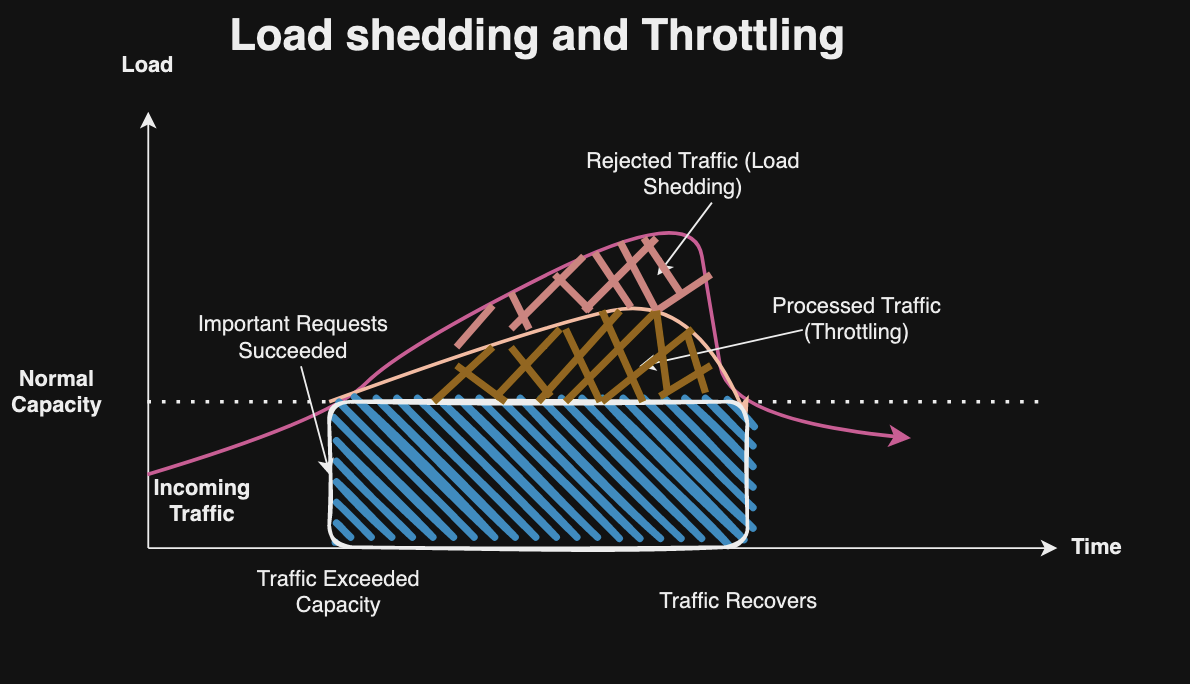 Load shedding and Throttling
Load
Rejected Traffic (Load
Shedding)
Processed Traffic
(Throttling)
Important Requests
Succeeded
Normal
Capacity
Incoming
Traffic
Time
Traffic Exceeded
Capacity
Traffic Recovers